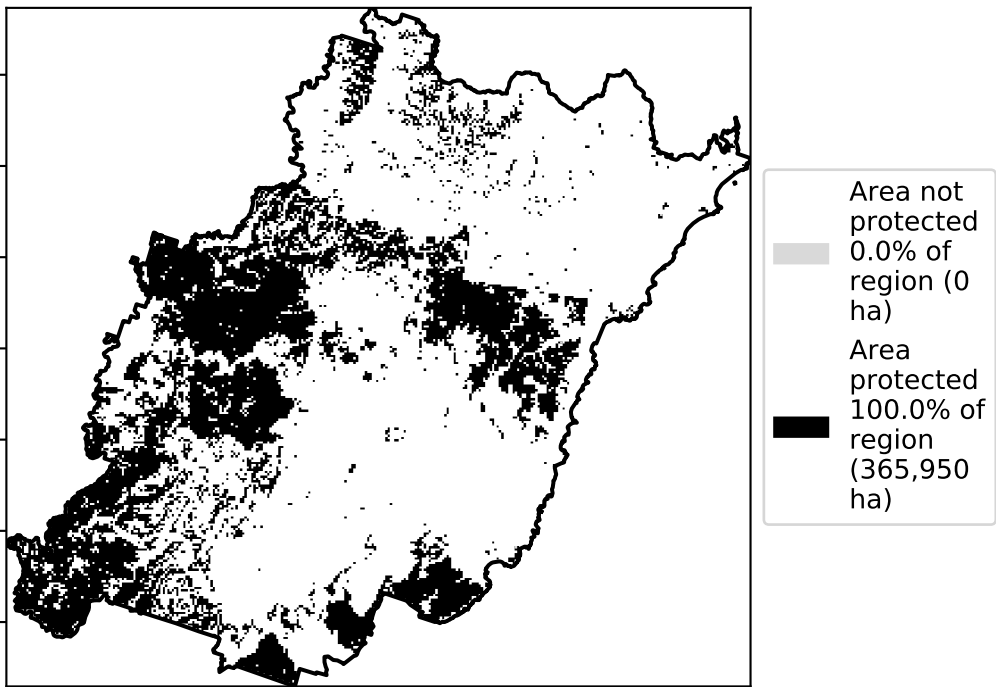 Area not
protected
0.0% of
region (0
ha)
Area
protected
100.0% of
region
(365,950
ha)